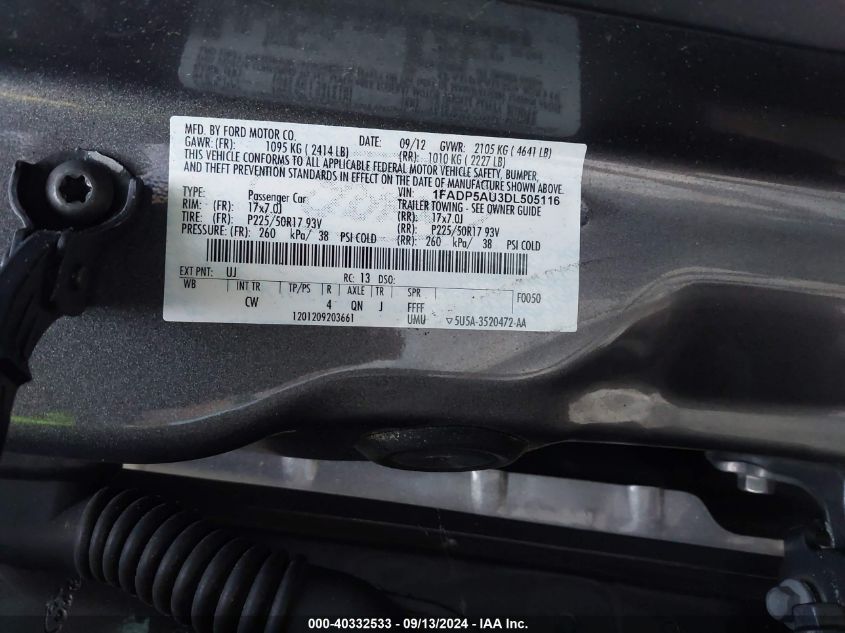 MFD. BY FORD MOTOR CO. DATE: 09/12 GVWR: 2105 KG ( 4641 LB)
GAWR: (FR): 1095 KG ( 2414 LB) (RR): 1010 KG ( 2227 LB)
THIS VEHICLE CONFORMS TO ALL APPLICABLE FEDERAL MOTOR VEHICLE SAFETY, BUMPER,
AND THEFT PREVENTION STANDARDS IN EFFECT ON THE DATE OF MANUFACTURE SHOWN ABOVE.
VIN: 1FADP5AU3DL505116
TYPE: Passenger Car TRAILER TOWING - SEE OWNER GUIDE
RIM: (FR): 17x7.0J (RR): 17x7.0J
TIRE: (FR): P225/50R17 93V (RR): P225/50R17 93V
PRESSURE: (FR): 260 kPa/ 38 PSI COLD (RR): 260 kPa/ 38 PSI COLD
EXT PNT: UJ RC: 13 DSO:
WB INT TR TP/PS R AXLE TR SPR F0050
CW 4 QN J FFFF
1201209203661 UMU ▽5U5A-3520472-AA
000-40332533 - 09/13/2024 - IAA Inc.